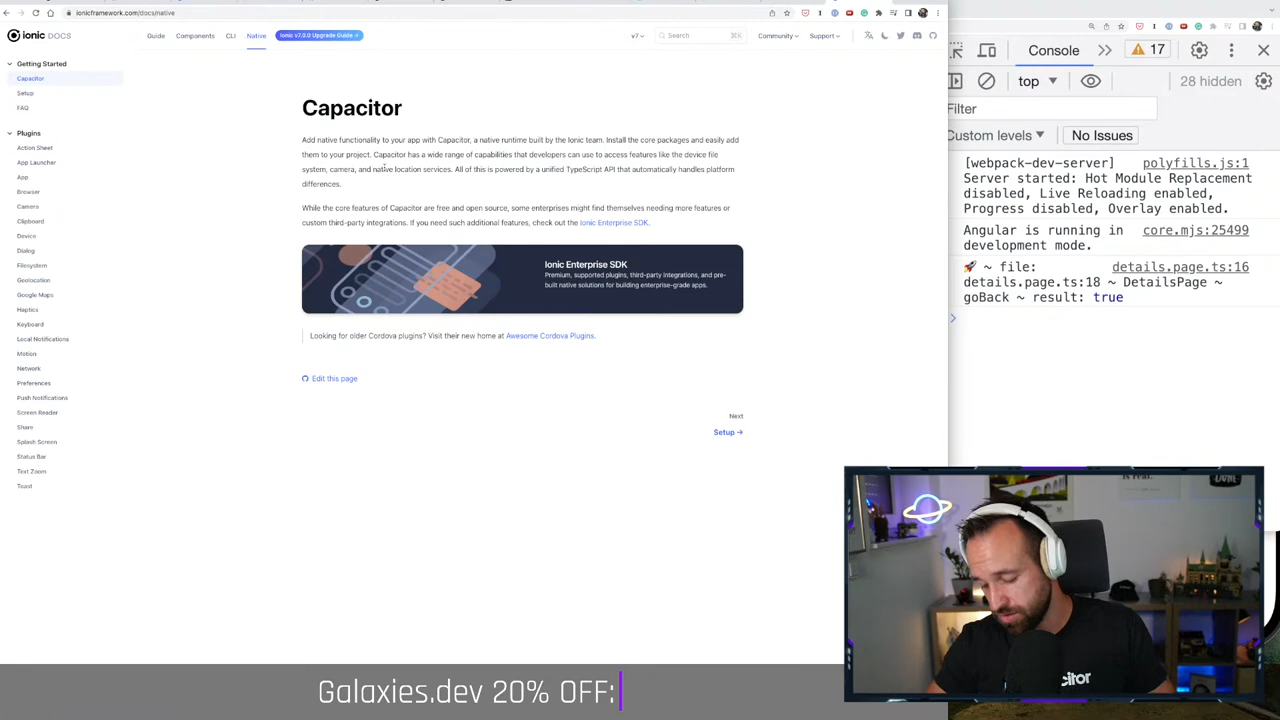 ionicframework.com/docs/native
ionic DOCS
Guide
Components
CLI
Native
Ionic v7.0.0 Upgrade Guide →
v7
Search
⌘K
Community
Support
Getting Started
Capacitor
Setup
FAQ
Plugins
Action Sheet
App Launcher
App
Browser
Camera
Clipboard
Device
Dialog
Filesystem
Geolocation
Google Maps
Haptics
Keyboard
Local Notifications
Motion
Network
Preferences
Push Notifications
Screen Reader
Share
Splash Screen
Status Bar
Text Zoom
Toast
Capacitor
Add native functionality to your app with Capacitor, a native runtime built by the Ionic team. Install the core packages and easily add
them to your project. Capacitor has a wide range of capabilities that developers can use to access features like the device file
system, camera, and native location services. All of this is powered by a unified TypeScript API that automatically handles platform
differences.
While the core features of Capacitor are free and open source, some enterprises might find themselves needing more features or
custom third-party integrations. If you need such additional features, check out the Ionic Enterprise SDK.
Ionic Enterprise SDK
Premium, supported plugins, third-party integrations, and pre-
built native solutions for building enterprise-grade apps.
Looking for older Cordova plugins? Visit their new home at Awesome Cordova Plugins.
Edit this page
Next
Setup →
Console
17
top
28 hidden
Filter
Custom levels
No Issues
[webpack-dev-server] polyfills.js:1
Server started: Hot Module Replacement
disabled, Live Reloading enabled,
Progress disabled, Overlay enabled.
Angular is running in core.mjs:25499
development mode.
🚀 ~ file: details.page.ts:16
details.page.ts:18 ~ DetailsPage ~
goBack ~ result: true
Galaxies.dev 20% OFF: